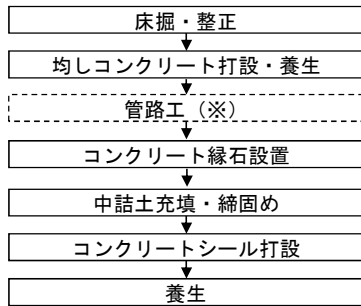 床掘・整正
均しコンクリート打設・養生
管路工（※）
コンクリート縁石設置
中詰土充填・締固め
コンクリートシール打設
養生